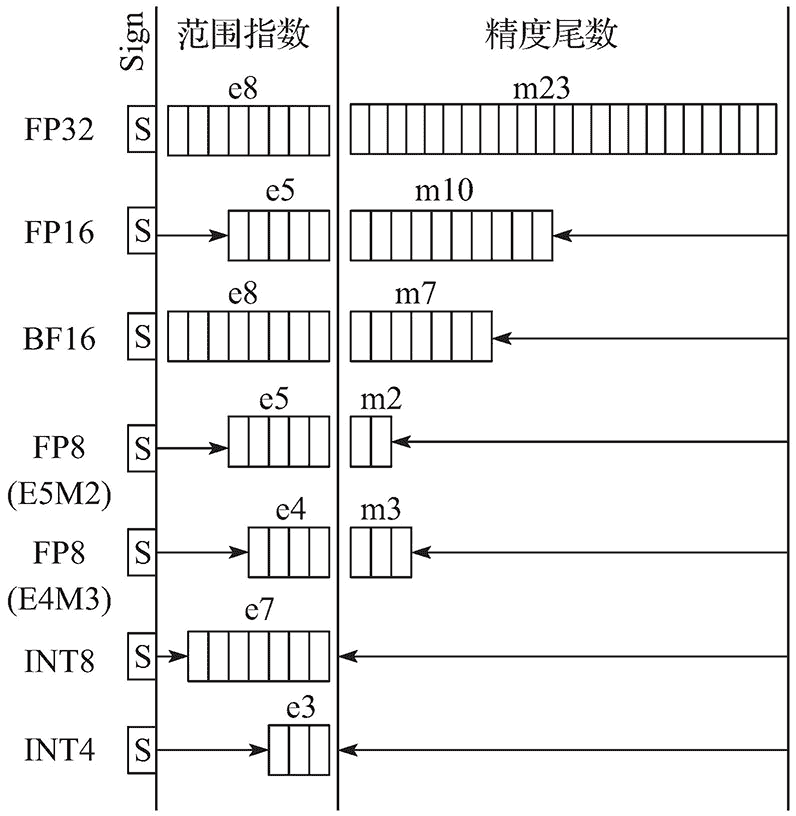 Sign 范围指数 精度尾数
e8 m23
FP32 S
e5 m10
FP16 S
e8 m7
BF16 S
e5 m2
FP8 S
(E5M2)
e4 m3
FP8 S
(E4M3)
e7
INT8 S
e3
INT4 S